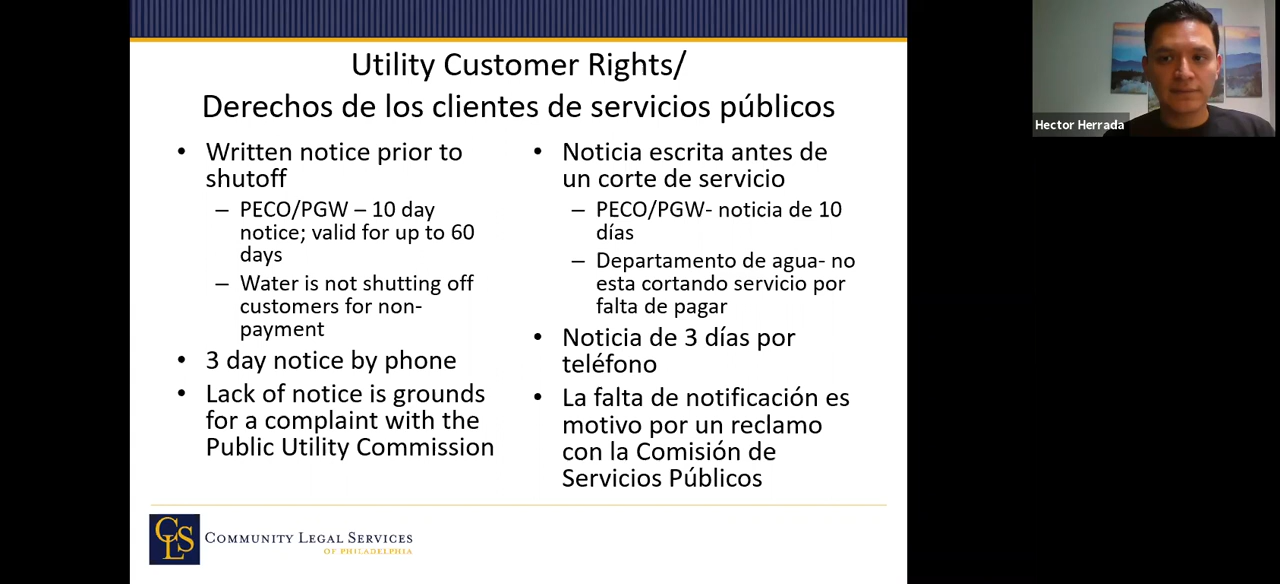 Utility Customer Rights/
Derechos de los clientes de servicios públicos
• Written notice prior to
shutoff
– PECO/PGW – 10 day
notice; valid for up to 60
days
– Water is not shutting off
customers for non-
payment
• 3 day notice by phone
• Lack of notice is grounds
for a complaint with the
Public Utility Commission
• Noticia escrita antes de
un corte de servicio
– PECO/PGW- noticia de 10
días
– Departamento de agua- no
esta cortando servicio por
falta de pagar
• Noticia de 3 días por
teléfono
• La falta de notificación es
motivo por un reclamo
con la Comisión de
Servicios Públicos
CLS
COMMUNITY LEGAL SERVICES
OF PHILADELPHIA
Hector Herrada